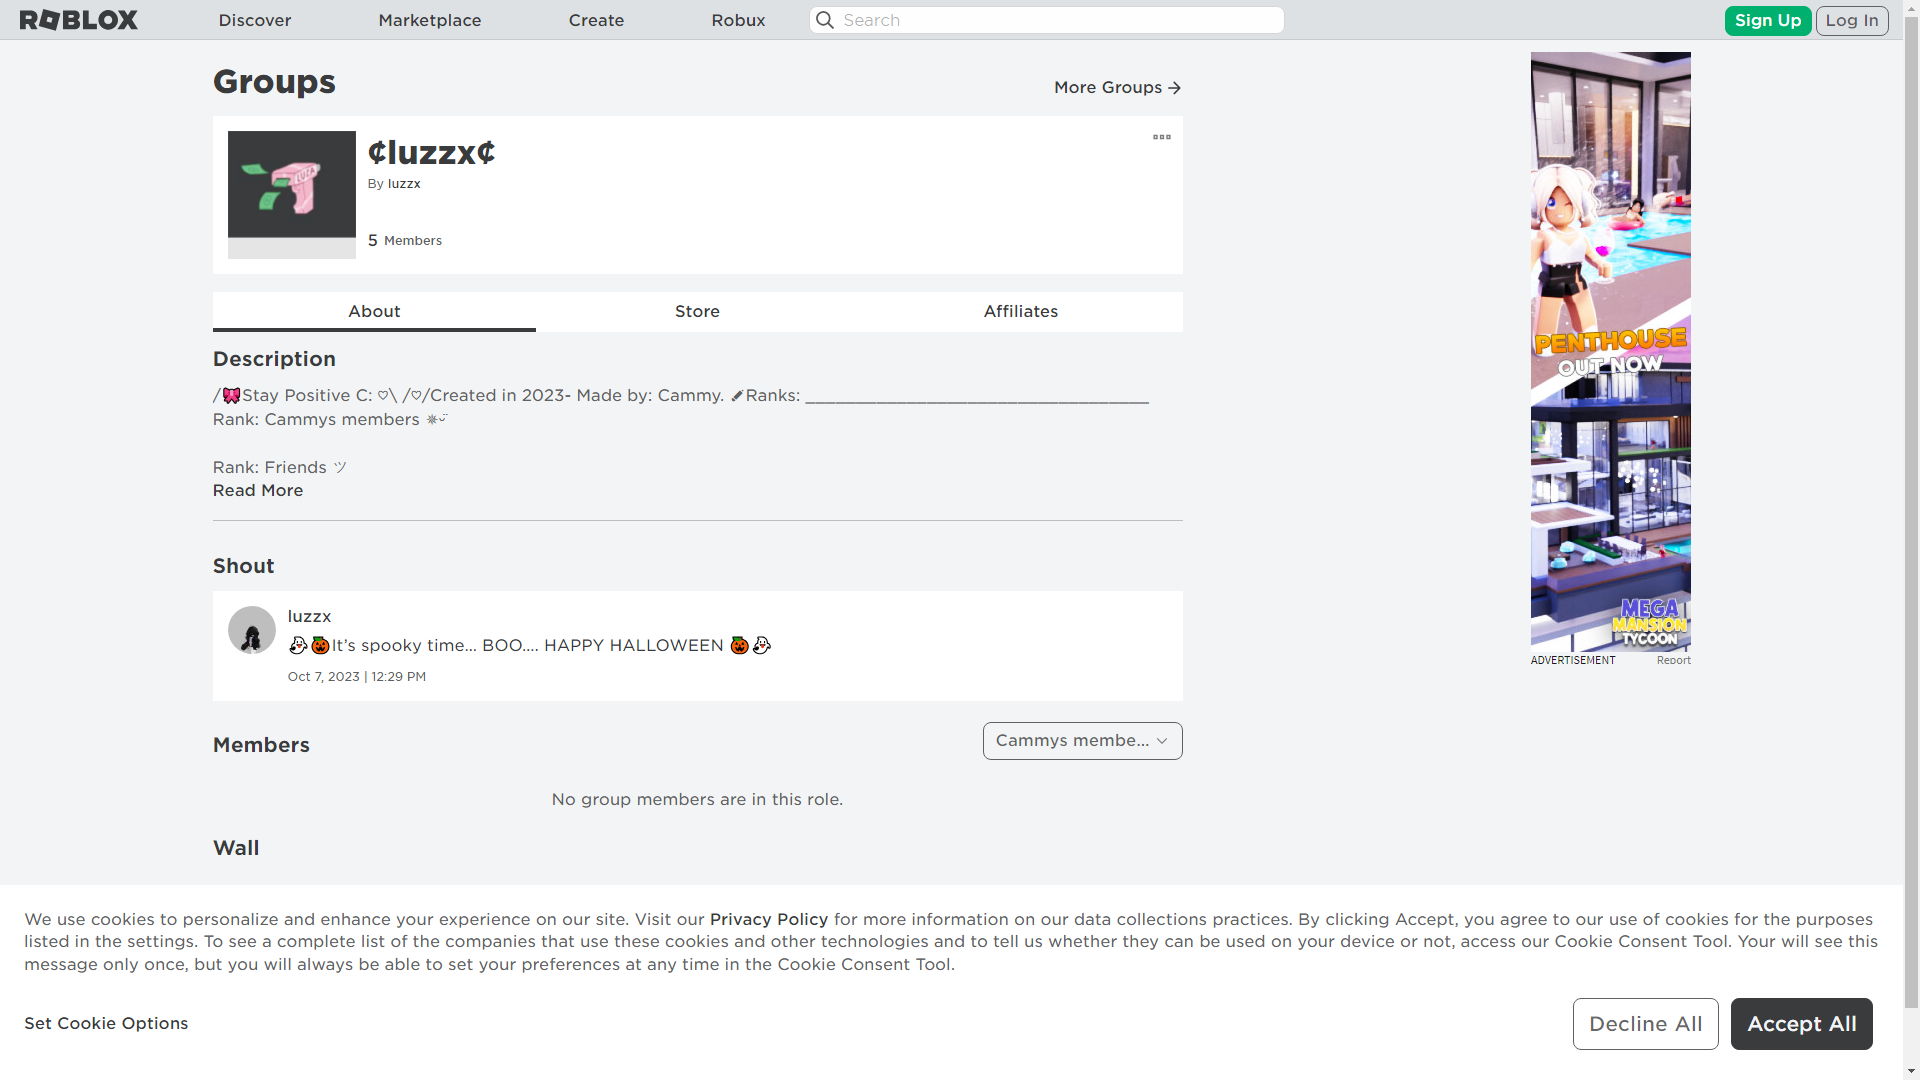 ROBLOX
Discover
Marketplace
Create
Robux
Search
Sign Up
Log In
Groups
More Groups
LUFA
¢luzzx¢
By luzzx
5 Members
About
Store
Affiliates
Description
/🎀Stay Positive C: ♡\ /♡/Created in 2023- Made by: Cammy. ✐Ranks: __________________________________
Rank: Cammys members ✵◡̈
Rank: Friends ツ
Read More
Shout
luzzx
👻🎃It’s spooky time... BOO.... HAPPY HALLOWEEN 🎃👻
Oct 7, 2023 | 12:29 PM
Members
Cammys membe...
No group members are in this role.
Wall
PENTHOUSE
OUT NOW
MEGA
MANSION
TYCOON
ADVERTISEMENT
Report
We use cookies to personalize and enhance your experience on our site. Visit our Privacy Policy for more information on our data collections practices. By clicking Accept, you agree to our use of cookies for the purposes
listed in the settings. To see a complete list of the companies that use these cookies and other technologies and to tell us whether they can be used on your device or not, access our Cookie Consent Tool. Your will see this
message only once, but you will always be able to set your preferences at any time in the Cookie Consent Tool.
Set Cookie Options
Decline All
Accept All